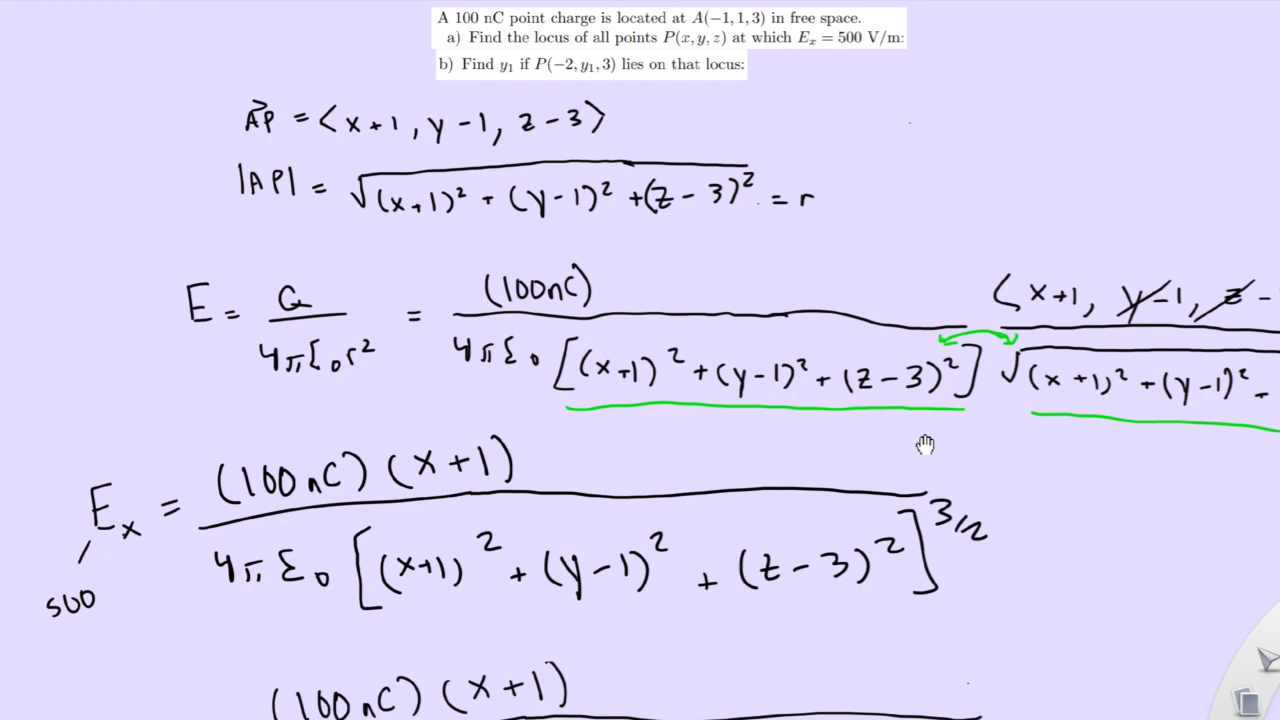 A 100 nC point charge is located at A(−1, 1, 3) in free space.
a) Find the locus of all points P(x, y, z) at which Eₓ = 500 V/m:
b) Find y₁ if P(−2, y₁, 3) lies on that locus:
AP⃗ = ⟨x+1, y−1, z−3⟩
|AP| = √((x+1)² + (y−1)² + (z−3)²) = r
E = Q / (4πε₀r²) = (100nC) / (4πε₀[(x+1)² + (y−1)² + (z−3)²]) ⟨x+1, y−1, z− / √((x+1)² + (y−1)² +
Eₓ = (100nC)(x+1) / (4πε₀[(x+1)² + (y−1)² + (z−3)²]^3/2)
500
(100nC)(x+1)